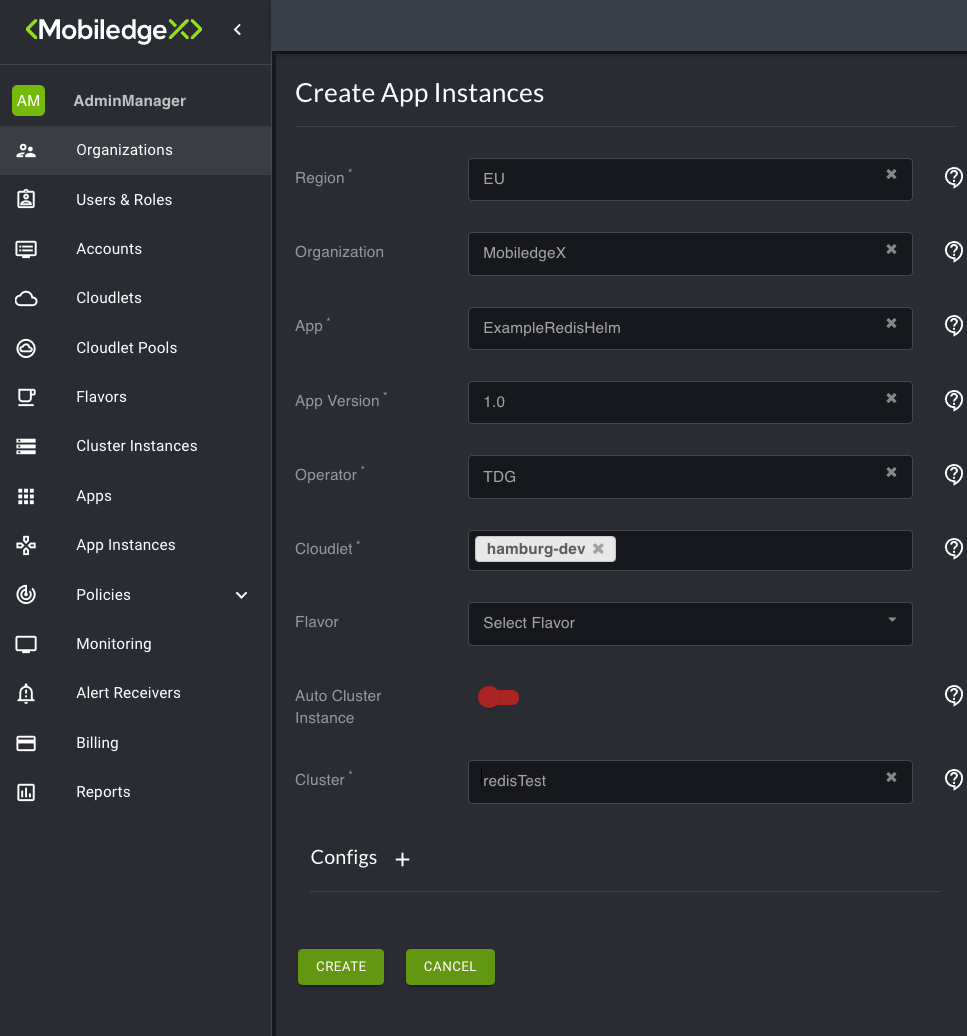 MobiledgeX
AM AdminManager
Organizations
Users & Roles
Accounts
Cloudlets
Cloudlet Pools
Flavors
Cluster Instances
Apps
App Instances
Policies
Monitoring
Alert Receivers
Billing
Reports
Create App Instances
Region * EU
Organization MobiledgeX
App * ExampleRedisHelm
App Version * 1.0
Operator * TDG
Cloudlet * hamburg-dev
Flavor Select Flavor
Auto Cluster
Instance
Cluster * redisTest
Configs +
CREATE CANCEL